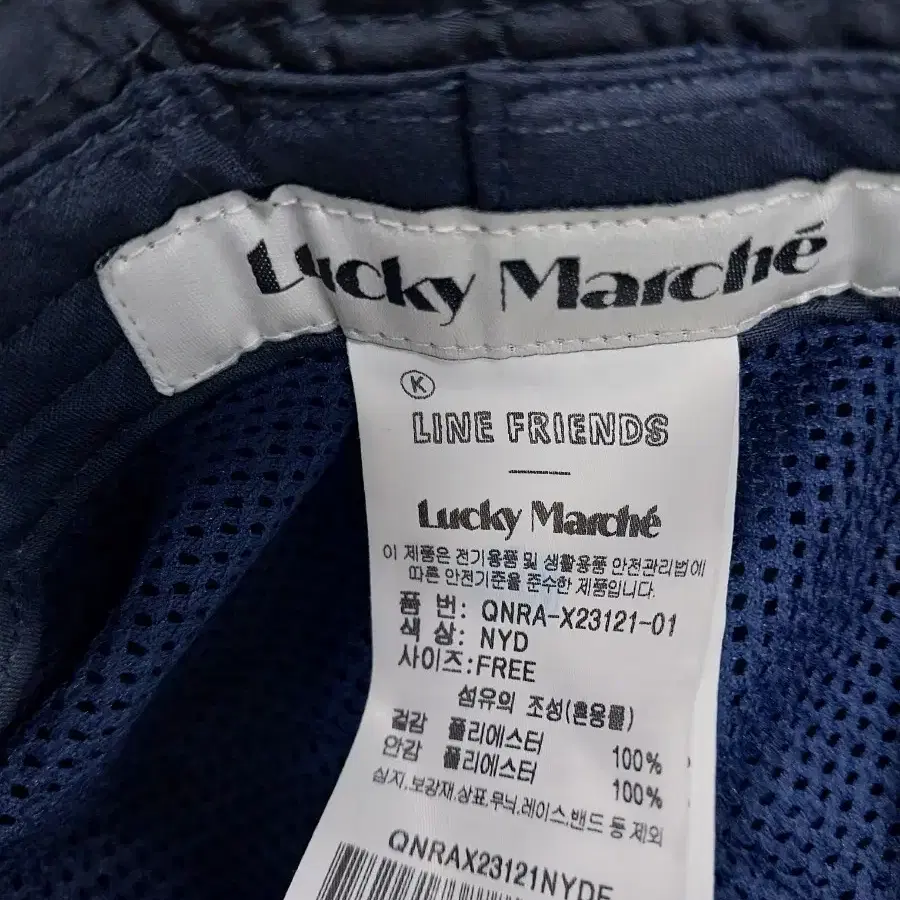 Lucky Marché
K
LINE FRIENDS
Lucky Marché
이 제품은 전기용품 및 생활용품 안전관리법에
따른 안전기준을 준수한 제품입니다.
품 번: QNRA-X23121-01
색 상: NYD
사이즈:FREE
섬유의 조성(혼용률)
겉감 폴리에스터 100%
안감 폴리에스터 100%
심지,보강재,상표,무늬,레이스,밴드 등 제외
QNRAX23121NYDF